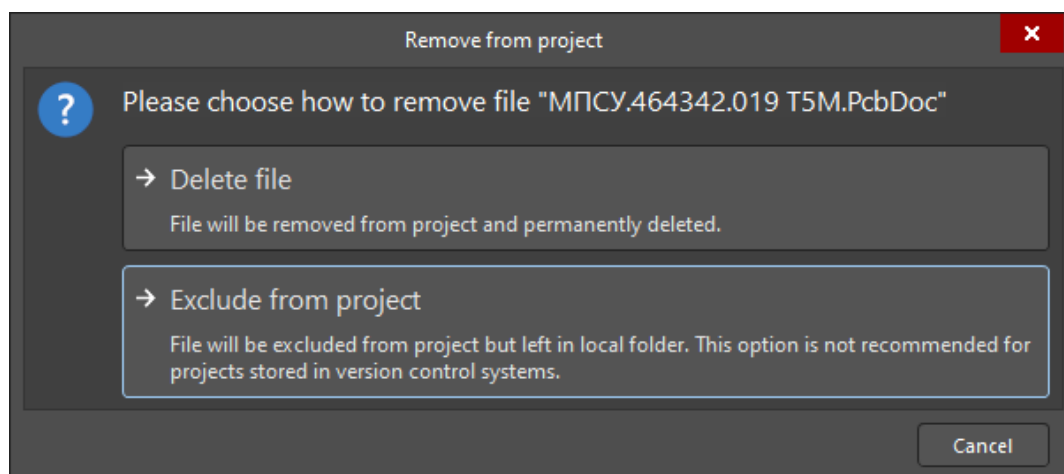 Remove from project
Please choose how to remove file "МПСУ.464342.019 T5M.PcbDoc"
Delete file
File will be removed from project and permanently deleted.
Exclude from project
File will be excluded from project but left in local folder. This option is not recommended for
projects stored in version control systems.
Cancel